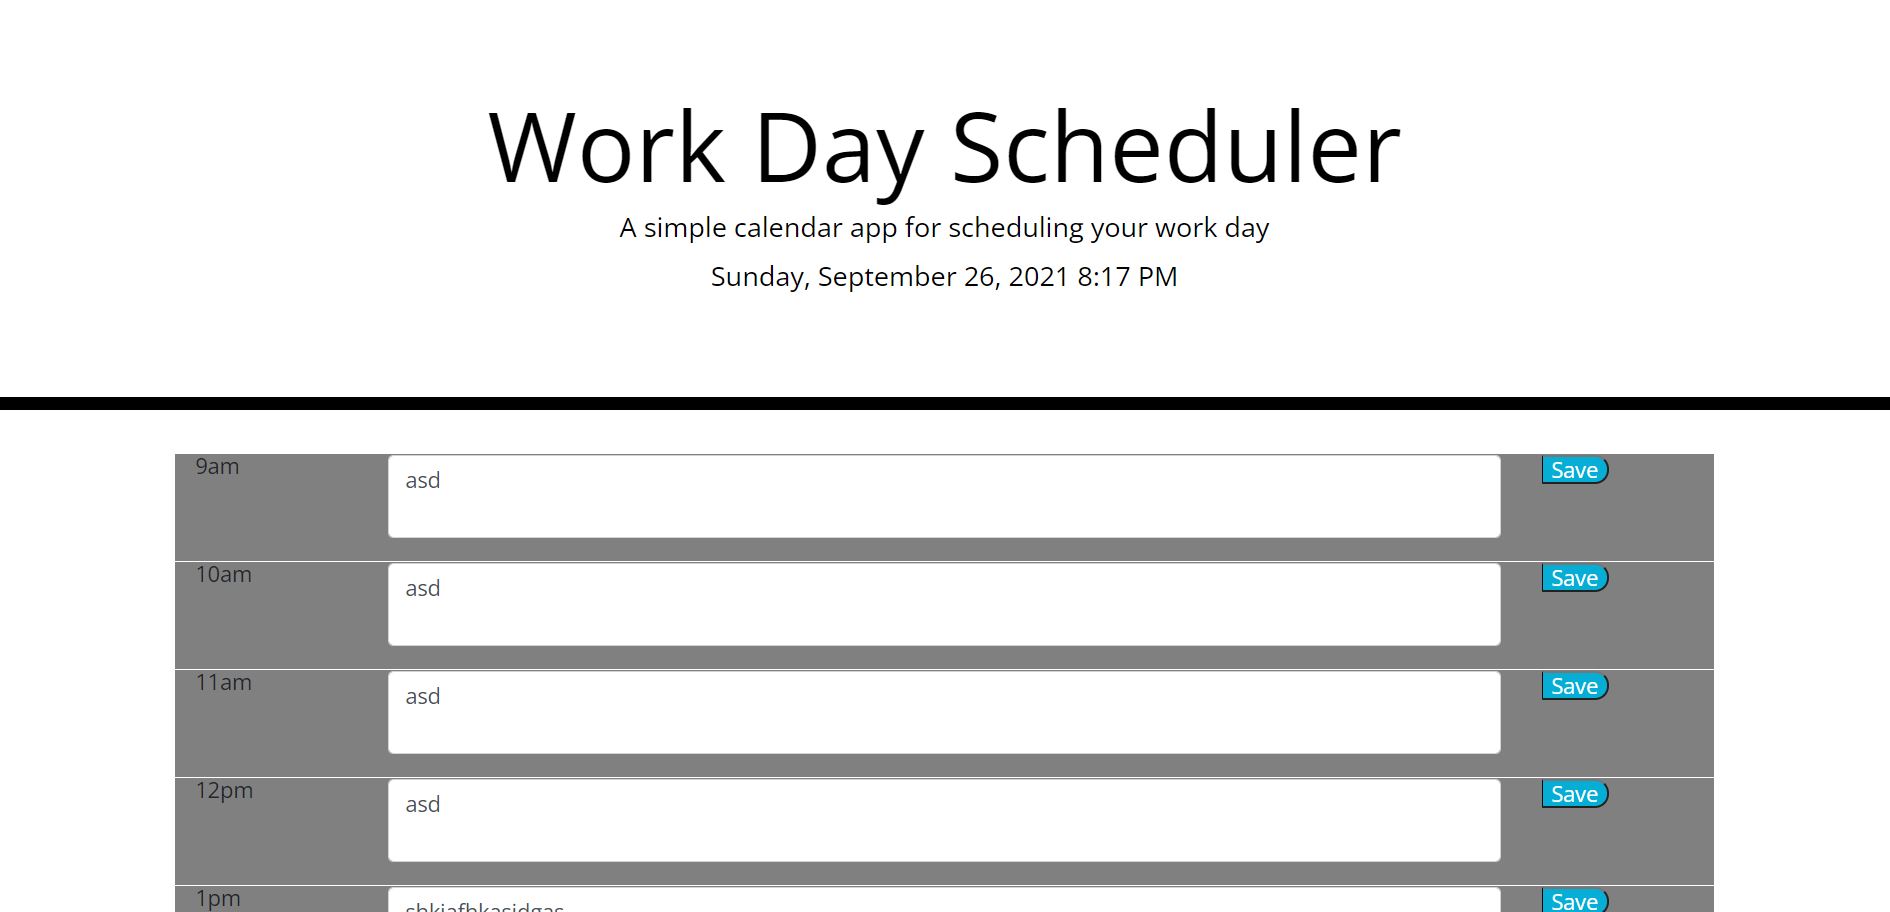 Work Day Scheduler
A simple calendar app for scheduling your work day
Sunday, September 26, 2021 8:17 PM
9am asd Save
10am asd Save
11am asd Save
12pm asd Save
1pm Save